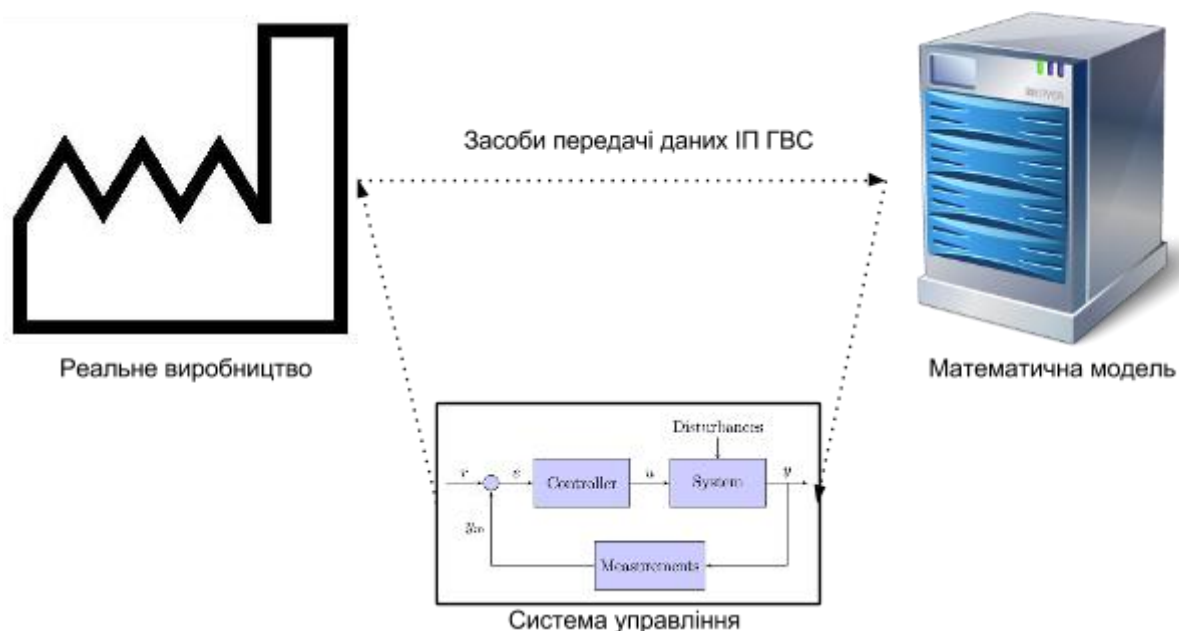 Засоби передачі даних ІП ГВС
Реальне виробництво
Математична модель
Disturbances
r
e
Controller
u
System
y
yₘ
Measurements
Система управління